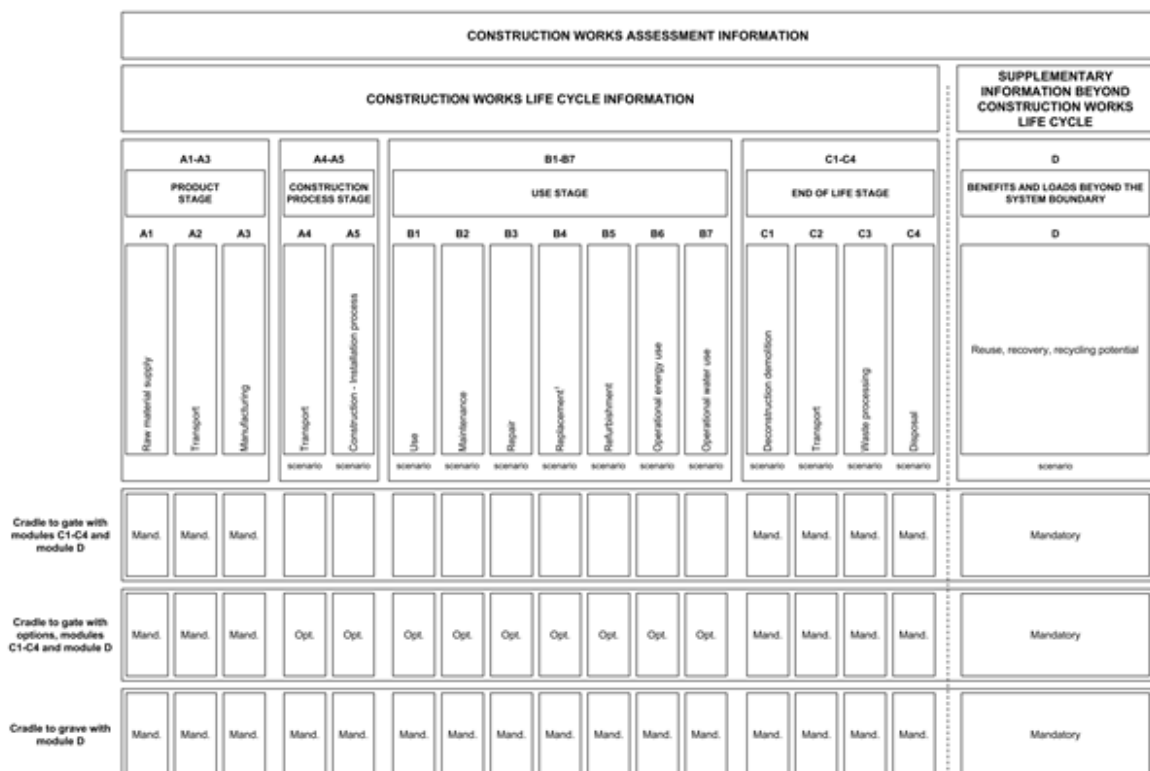 CONSTRUCTION WORKS ASSESSMENT INFORMATION
CONSTRUCTION WORKS LIFE CYCLE INFORMATION
SUPPLEMENTARY
INFORMATION BEYOND
CONSTRUCTION WORKS
LIFE CYCLE
A1-A3
A4-A5
B1-B7
C1-C4
D
PRODUCT
STAGE
CONSTRUCTION
PROCESS STAGE
USE STAGE
END OF LIFE STAGE
BENEFITS AND LOADS BEYOND THE
SYSTEM BOUNDARY
A1 A2 A3 A4 A5 B1 B2 B3 B4 B5 B6 B7 C1 C2 C3 C4 D
Raw material supply
Transport
Manufacturing
Transport
Construction - Installation process
Use
Maintenance
Repair
Replacement¹
Refurbishment
Operational energy use
Operational water use
Deconstruction demolition
Transport
Waste processing
Disposal
Reuse, recovery, recycling potential
scenario scenario scenario scenario scenario scenario scenario scenario scenario scenario scenario scenario scenario scenario
Cradle to gate with
modules C1-C4 and
module D
Mand. Mand. Mand. Mand. Mand. Mand. Mand. Mandatory
Cradle to gate with
options, modules
C1-C4 and module D
Mand. Mand. Mand. Opt. Opt. Opt. Opt. Opt. Opt. Opt. Opt. Opt. Mand. Mand. Mand. Mand. Mandatory
Cradle to grave with
module D
Mand. Mand. Mand. Mand. Mand. Mand. Mand. Mand. Mand. Mand. Mand. Mand. Mand. Mand. Mand. Mand. Mandatory